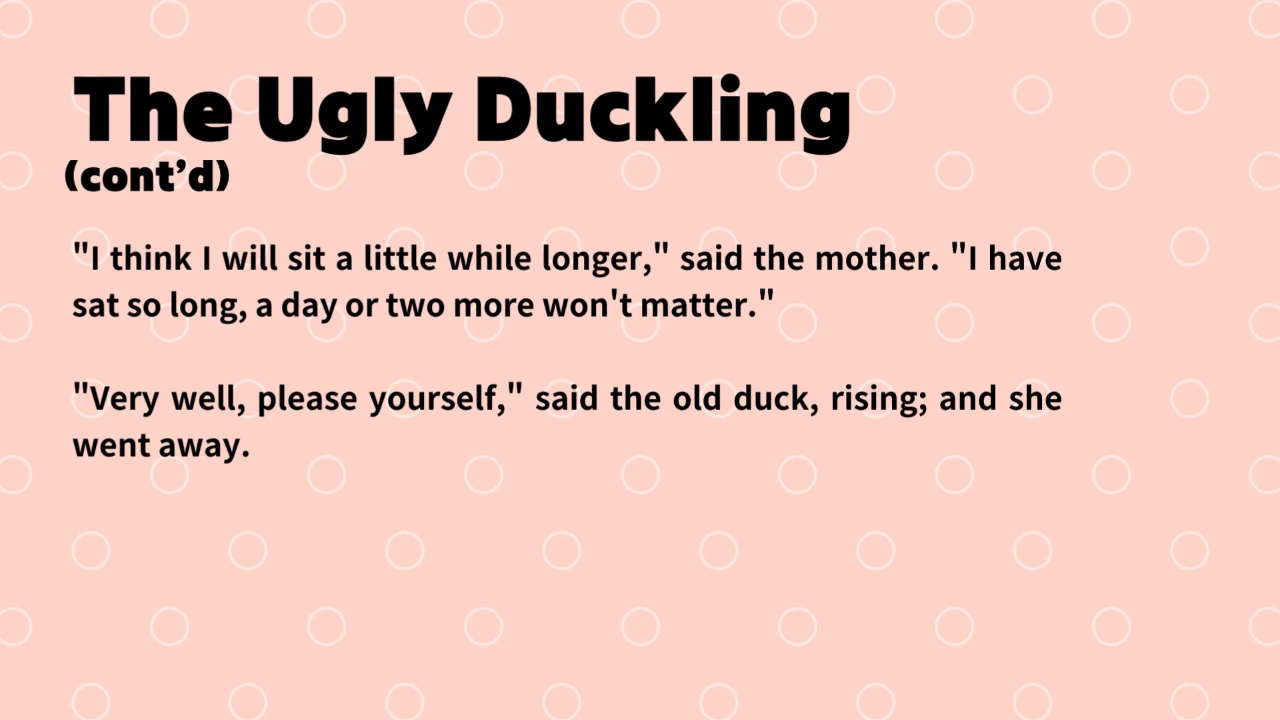 The Ugly Duckling
(cont’d)
"I think I will sit a little while longer," said the mother. "I have
sat so long, a day or two more won't matter."
"Very well, please yourself," said the old duck, rising; and she
went away.